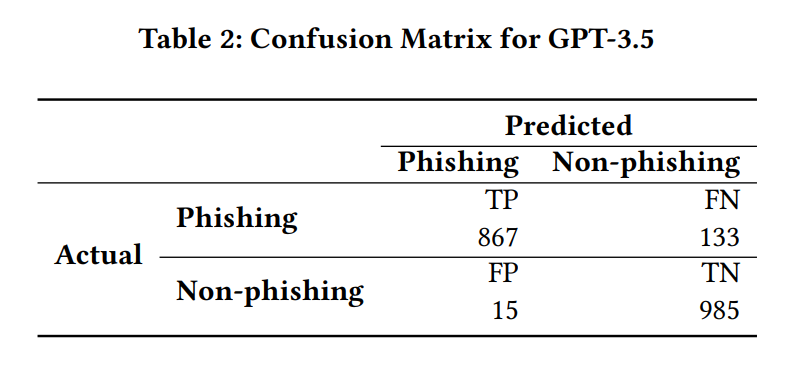 Table 2: Confusion Matrix for GPT-3.5
Predicted
Phishing Non-phishing
Actual
Phishing
TP FN
867 133
Non-phishing
FP TN
15 985